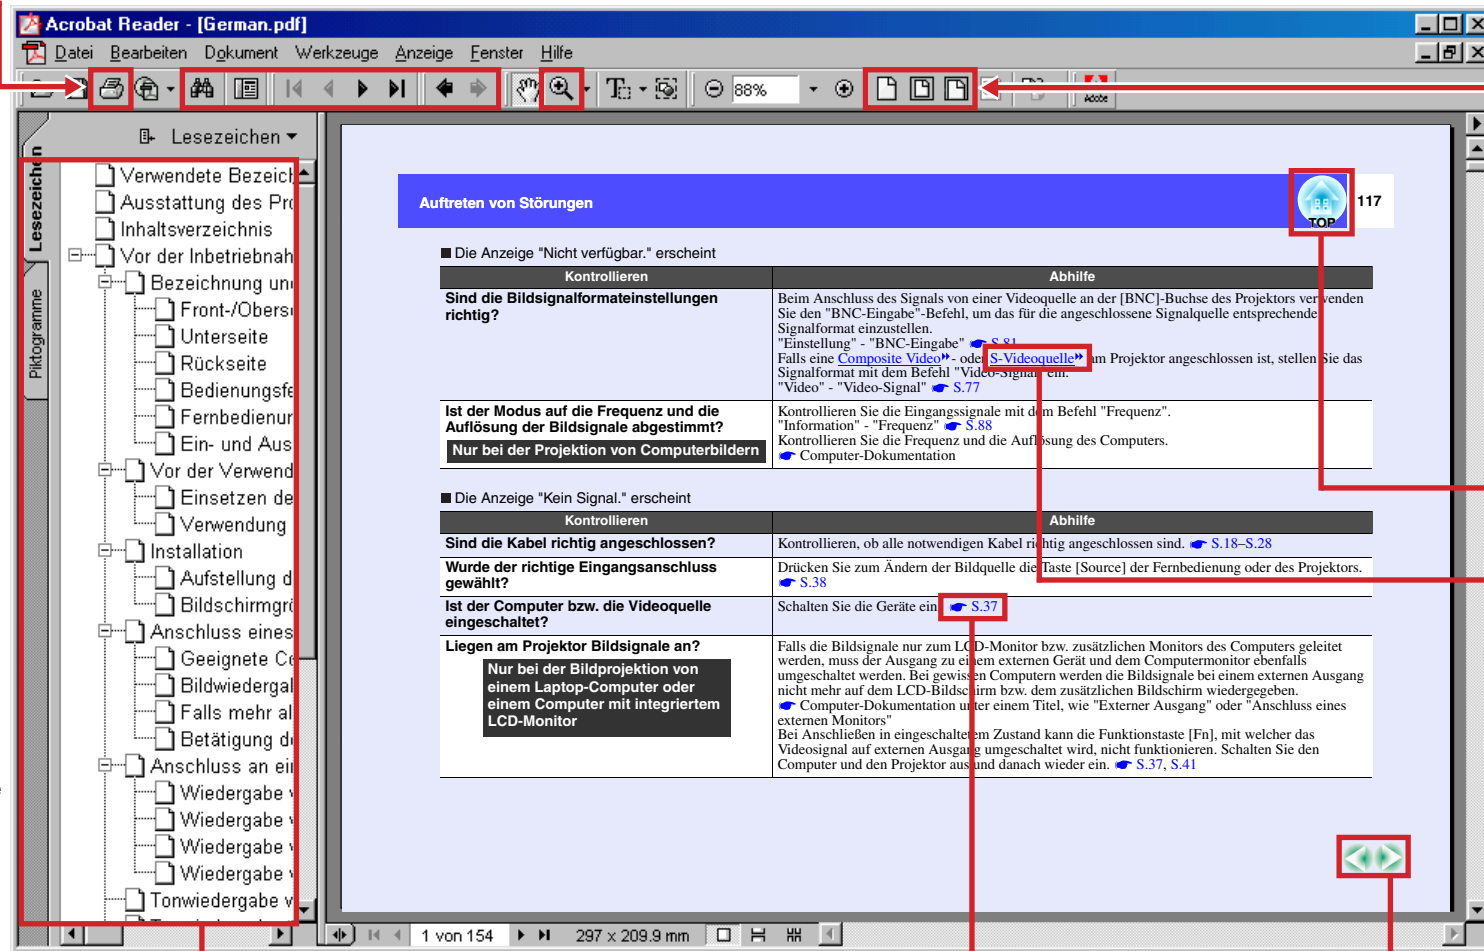 Acrobat Reader - [German.pdf]
Datei Bearbeiten Dokument Werkzeuge Anzeige Fenster Hilfe
88%
Adobe
Lesezeichen
Piktogramme
Lesezeichen
Verwendete Bezeich
Ausstattung des Pro
Inhaltsverzeichnis
Vor der Inbetriebnah
Bezeichnung und
Front-/Oberse
Unterseite
Rückseite
Bedienungsfe
Fernbedienun
Ein- und Aus
Vor der Verwend
Einsetzen de
Verwendung
Installation
Aufstellung d
Bildschirmgrö
Anschluss eines
Geeignete Co
Bildwiedergal
Falls mehr al
Betätigung de
Anschluss an ein
Wiedergabe v
Wiedergabe v
Wiedergabe v
Wiedergabe v
Tonwiedergabe v
Auftreten von Störungen
TOP
117
Die Anzeige "Nicht verfügbar." erscheint
Kontrollieren Abhilfe
Sind die Bildsignalformateinstellungen
richtig?
Beim Anschluss des Signals von einer Videoquelle an der [BNC]-Buchse des Projektors verwenden
Sie den "BNC-Eingabe"-Befehl, um das für die angeschlossene Signalquelle entsprechende
Signalformat einzustellen.
"Einstellung" - "BNC-Eingabe" S.81
Falls eine Composite Video - oder S-Videoquelle am Projektor angeschlossen ist, stellen Sie das
Signalformat mit dem Befehl "Video-Signal" ein.
"Video" - "Video-Signal" S.77
Ist der Modus auf die Frequenz und die
Auflösung der Bildsignale abgestimmt?
Nur bei der Projektion von Computerbildern
Kontrollieren Sie die Eingangssignale mit dem Befehl "Frequenz".
"Information" - "Frequenz" S.88
Kontrollieren Sie die Frequenz und die Auflösung des Computers.
Computer-Dokumentation
Die Anzeige "Kein Signal." erscheint
Kontrollieren Abhilfe
Sind die Kabel richtig angeschlossen?
Kontrollieren, ob alle notwendigen Kabel richtig angeschlossen sind. S.18–S.28
Wurde der richtige Eingangsanschluss
gewählt?
Drücken Sie zum Ändern der Bildquelle die Taste [Source] der Fernbedienung oder des Projektors.
S.38
Ist der Computer bzw. die Videoquelle
eingeschaltet?
Schalten Sie die Geräte ein. S.37
Liegen am Projektor Bildsignale an?
Nur bei der Bildprojektion von
einem Laptop-Computer oder
einem Computer mit integriertem
LCD-Monitor
Falls die Bildsignale nur zum LCD-Monitor bzw. zusätzlichen Monitors des Computers geleitet
werden, muss der Ausgang zu einem externen Gerät und dem Computermonitor ebenfalls
umgeschaltet werden. Bei gewissen Computern werden die Bildsignale bei einem externen Ausgang
nicht mehr auf dem LCD-Bildschirm bzw. dem zusätzlichen Bildschirm wiedergegeben.
Computer-Dokumentation unter einem Titel, wie "Externer Ausgang" oder "Anschluss eines
externen Monitors"
Bei Anschließen in eingeschaltetem Zustand kann die Funktionstaste [Fn], mit welcher das
Videosignal auf externen Ausgang umgeschaltet wird, nicht funktionieren. Schalten Sie den
Computer und den Projektor aus und danach wieder ein. S.37, S.41
1 von 154 297 x 209.9 mm